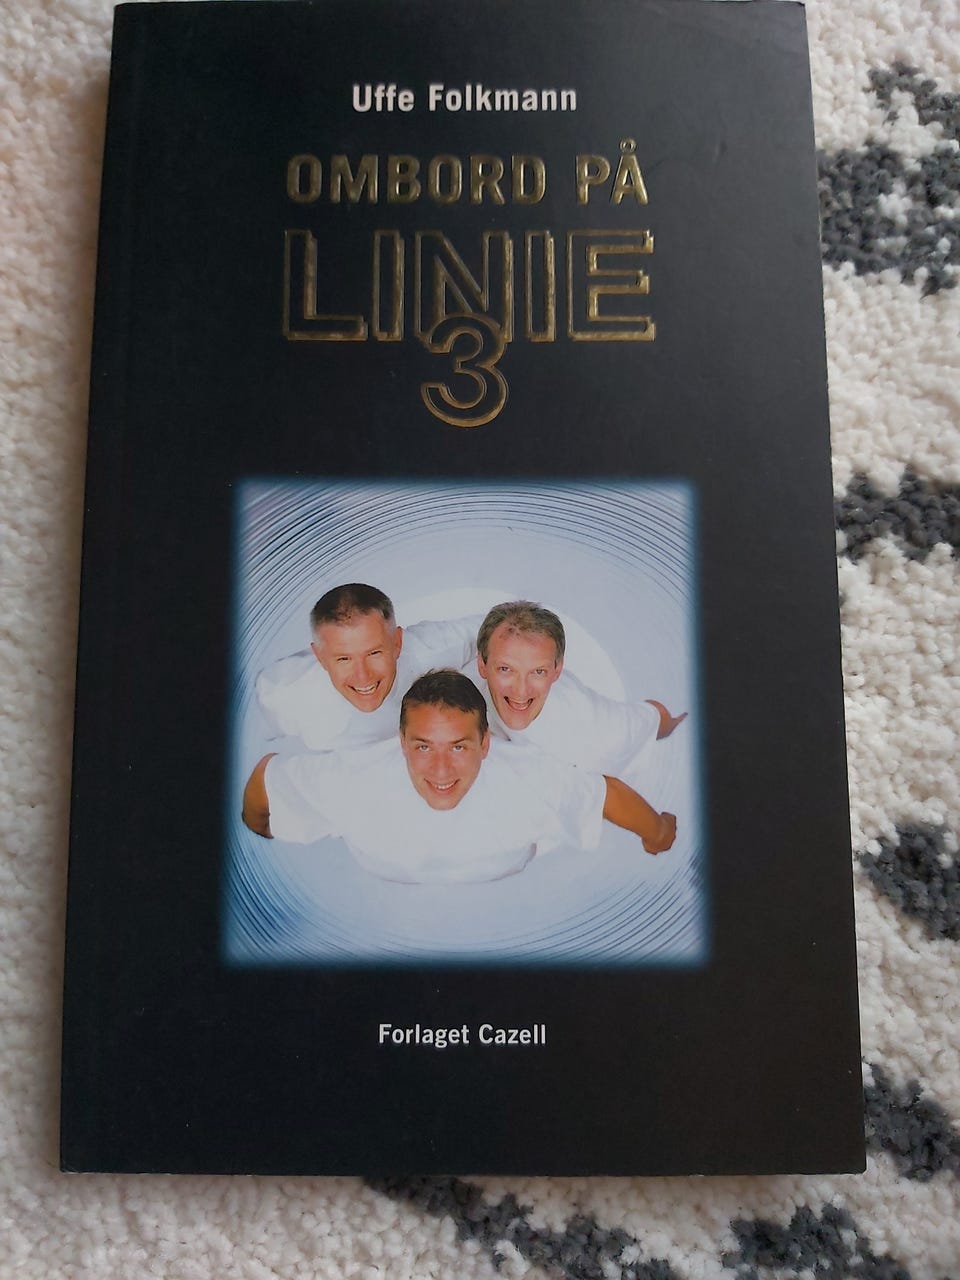 Uffe Folkmann
OMBORD PÅ
LINIE
3
Forlaget Cazell